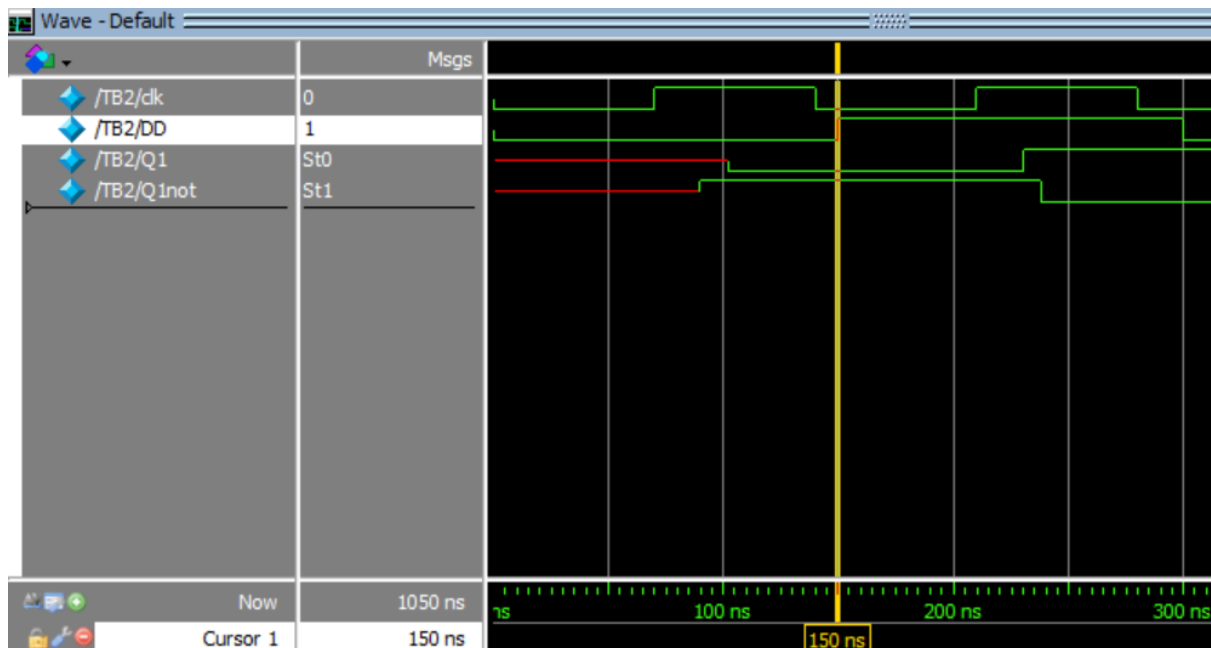 Wave - Default
Msgs
/TB2/clk 0
/TB2/DD 1
/TB2/Q1 St0
/TB2/Q1not St1
Now 1050 ns ns 100 ns 200 ns 300 ns
Cursor 1 150 ns 150 ns